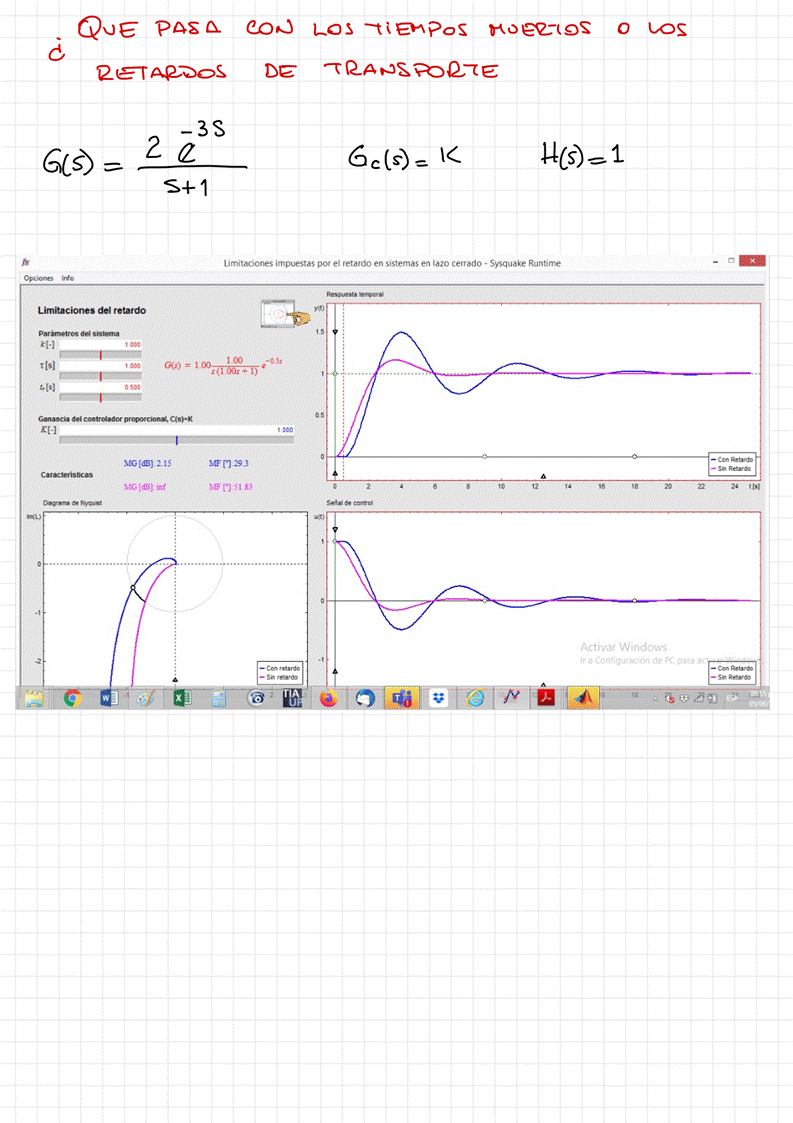 ¿ QUE PASA CON LOS TIEMPOS MUERTOS O LOS
RETARDOS DE TRANSPORTE
G(s) = 2 e^-3s / s+1
Gc(s) = K
H(s) = 1
Limitaciones impuestas por el retardo en sistemas en lazo cerrado - Sysquake Runtime
Opciones Info
Limitaciones del retardo
Parámetros del sistema
k [-] 1.000
τ [s] 1.000
tᵣ [s] 0.500
G(s) = 1.00 1.00 / s (1.00s + 1) e^-0.5s
Ganancia del controlador proporcional, C(s)=K
K [-] 1.000
Características
MG [dB]: 2.15 MF [°]: 29.3
MG [dB]: inf MF [°]: 51.83
Respuesta temporal
y(t)
1.5
1
0.5
0
0 2 4 6 8 10 12 14 16 18 20 22 24 t [s]
Con Retardo
Sin Retardo
Diagrama de Nyquist
Im(L)
0
-1
-2
Con retardo
Sin retardo
Señal de control
u(t)
1
0
-1
Con Retardo
Sin Retardo
Activar Windows
Ir a Configuración de PC para activar Windows
TIA